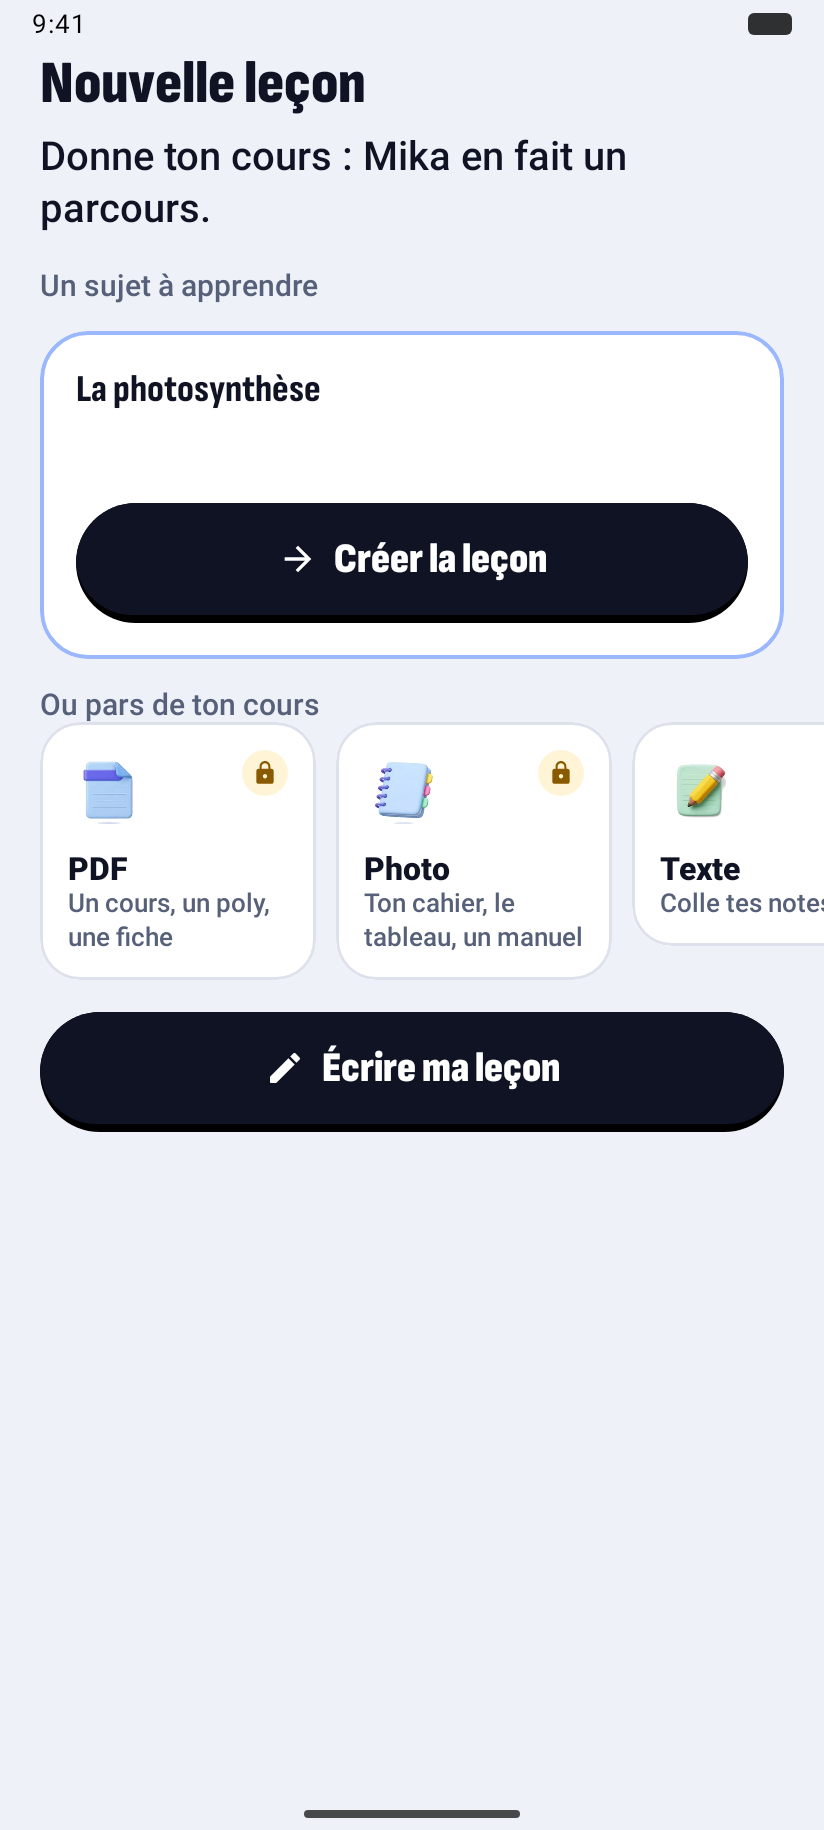 9:41
Nouvelle leçon
Donne ton cours : Mika en fait un
parcours.
Un sujet à apprendre
La photosynthèse
Créer la leçon
Ou pars de ton cours
PDF
Un cours, un poly,
une fiche
Photo
Ton cahier, le
tableau, un manuel
Texte
Colle tes notes
Écrire ma leçon